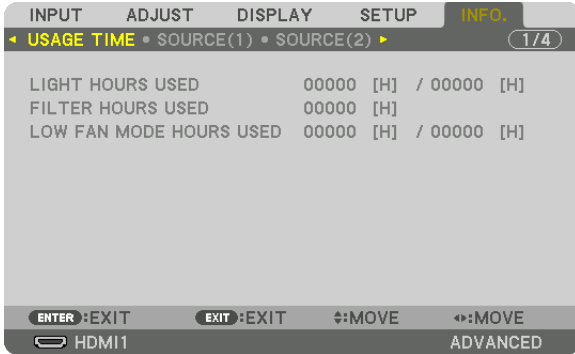 INPUT ADJUST DISPLAY SETUP INFO.
◂ USAGE TIME • SOURCE(1) • SOURCE(2) ▸ 1/4
LIGHT HOURS USED 00000 [H] / 00000 [H]
FILTER HOURS USED 00000 [H]
LOW FAN MODE HOURS USED 00000 [H] / 00000 [H]
ENTER :EXIT EXIT :EXIT ♦:MOVE ◂▸:MOVE
HDMI1 ADVANCED